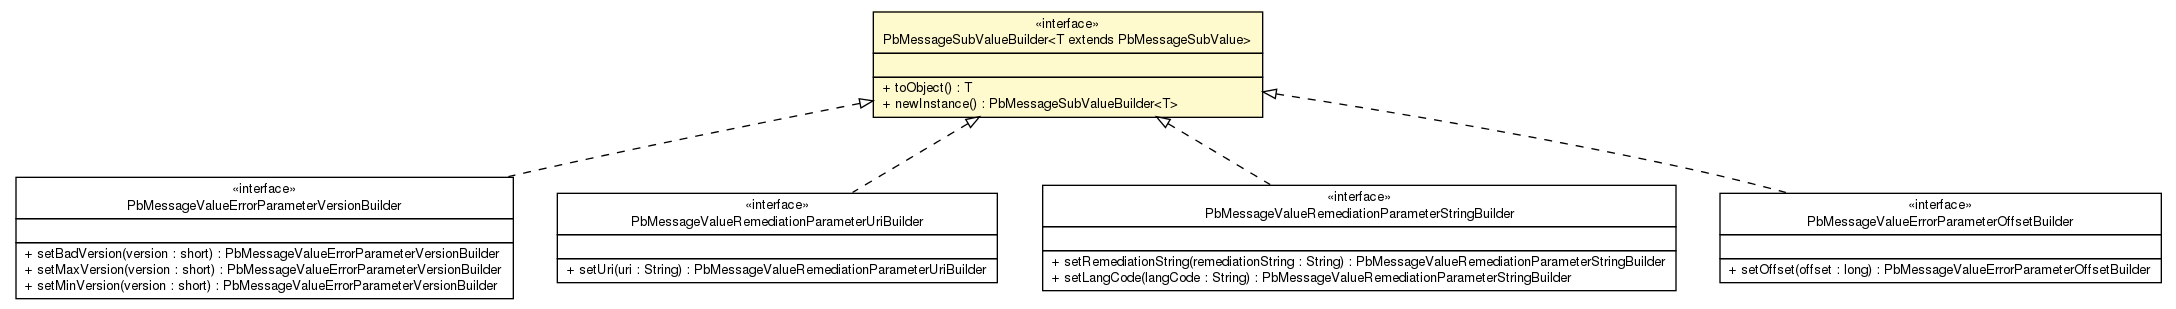 «interface»
PbMessageSubValueBuilder<T extends PbMessageSubValue>
+ toObject() : T
+ newInstance() : PbMessageSubValueBuilder<T>
«interface»
PbMessageValueErrorParameterVersionBuilder
+ setBadVersion(version : short) : PbMessageValueErrorParameterVersionBuilder
+ setMaxVersion(version : short) : PbMessageValueErrorParameterVersionBuilder
+ setMinVersion(version : short) : PbMessageValueErrorParameterVersionBuilder
«interface»
PbMessageValueRemediationParameterUriBuilder
+ setUri(uri : String) : PbMessageValueRemediationParameterUriBuilder
«interface»
PbMessageValueRemediationParameterStringBuilder
+ setRemediationString(remediationString : String) : PbMessageValueRemediationParameterStringBuilder
+ setLangCode(langCode : String) : PbMessageValueRemediationParameterStringBuilder
«interface»
PbMessageValueErrorParameterOffsetBuilder
+ setOffset(offset : long) : PbMessageValueErrorParameterOffsetBuilder